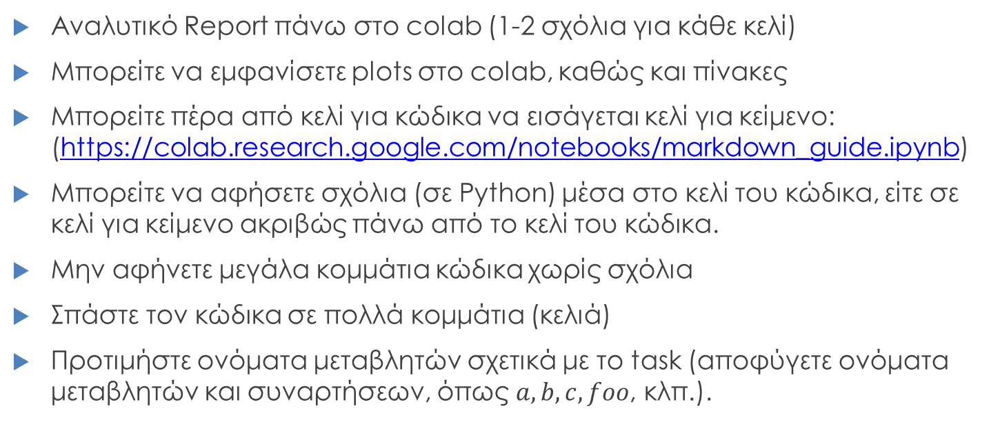 Αναλυτικό Report πάνω στο colab (1-2 σχόλια για κάθε κελί)
Μπορείτε να εμφανίσετε plots στο colab, καθώς και πίνακες
Μπορείτε πέρα από κελί για κώδικα να εισάγεται κελί για κείμενο:
(https://colab.research.google.com/notebooks/markdown_guide.ipynb)
Μπορείτε να αφήσετε σχόλια (σε Python) μέσα στο κελί του κώδικα, είτε σε
κελί για κείμενο ακριβώς πάνω από το κελί του κώδικα.
Μην αφήνετε μεγάλα κομμάτια κώδικα χωρίς σχόλια
Σπάστε τον κώδικα σε πολλά κομμάτια (κελιά)
Προτιμήστε ονόματα μεταβλητών σχετικά με το task (αποφύγετε ονόματα
μεταβλητών και συναρτήσεων, όπως a, b, c, foo, κλπ.).